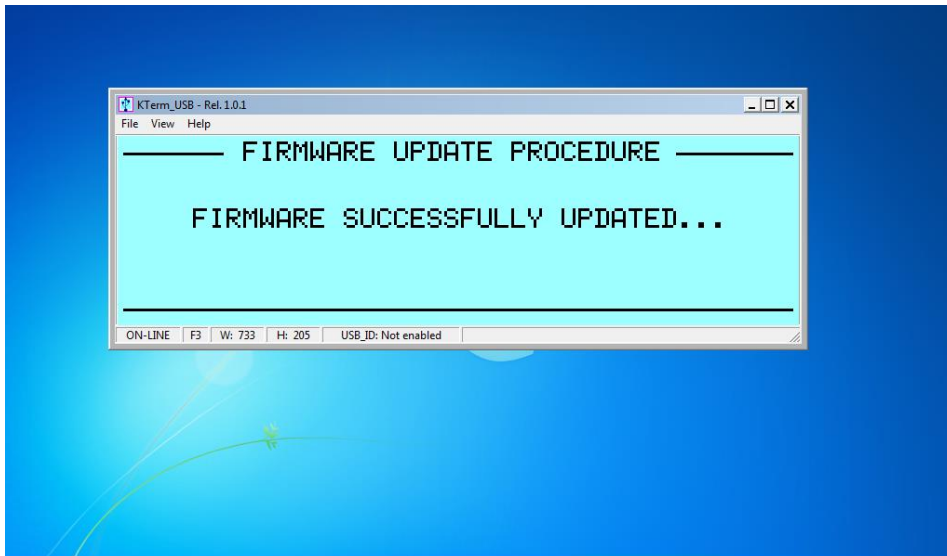 KTerm_USB - Rel. 1.0.1
File View Help
FIRMWARE UPDATE PROCEDURE
FIRMWARE SUCCESSFULLY UPDATED...
ON-LINE F3 W: 733 H: 205 USB_ID: Not enabled